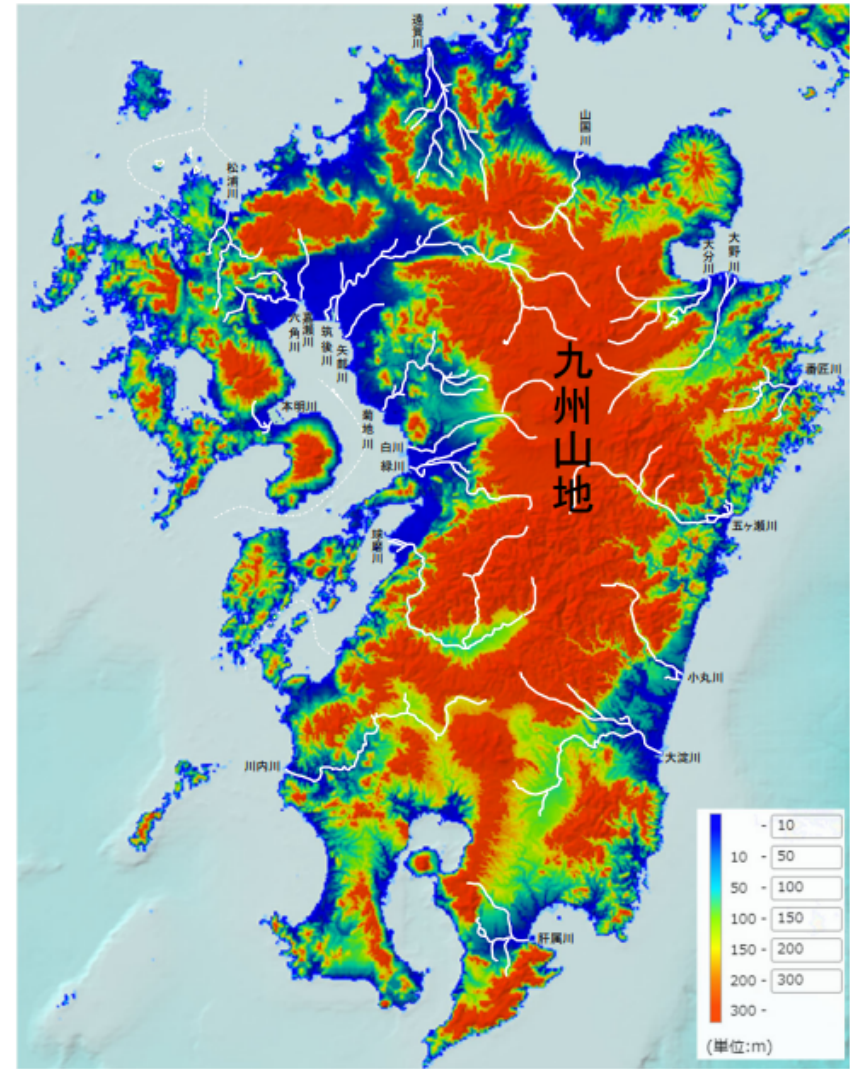 遠賀川
山国川
松浦川
大野川
大分川
六角川
嘉瀬川
筑後川
矢部川
九州山地
番匠川
本明川
菊地川
白川
緑川
五ヶ瀬川
球磨川
小丸川
川内川
大淀川
肝属川
- 10
10 - 50
50 - 100
100 - 150
150 - 200
200 - 300
300 -
(単位:m)